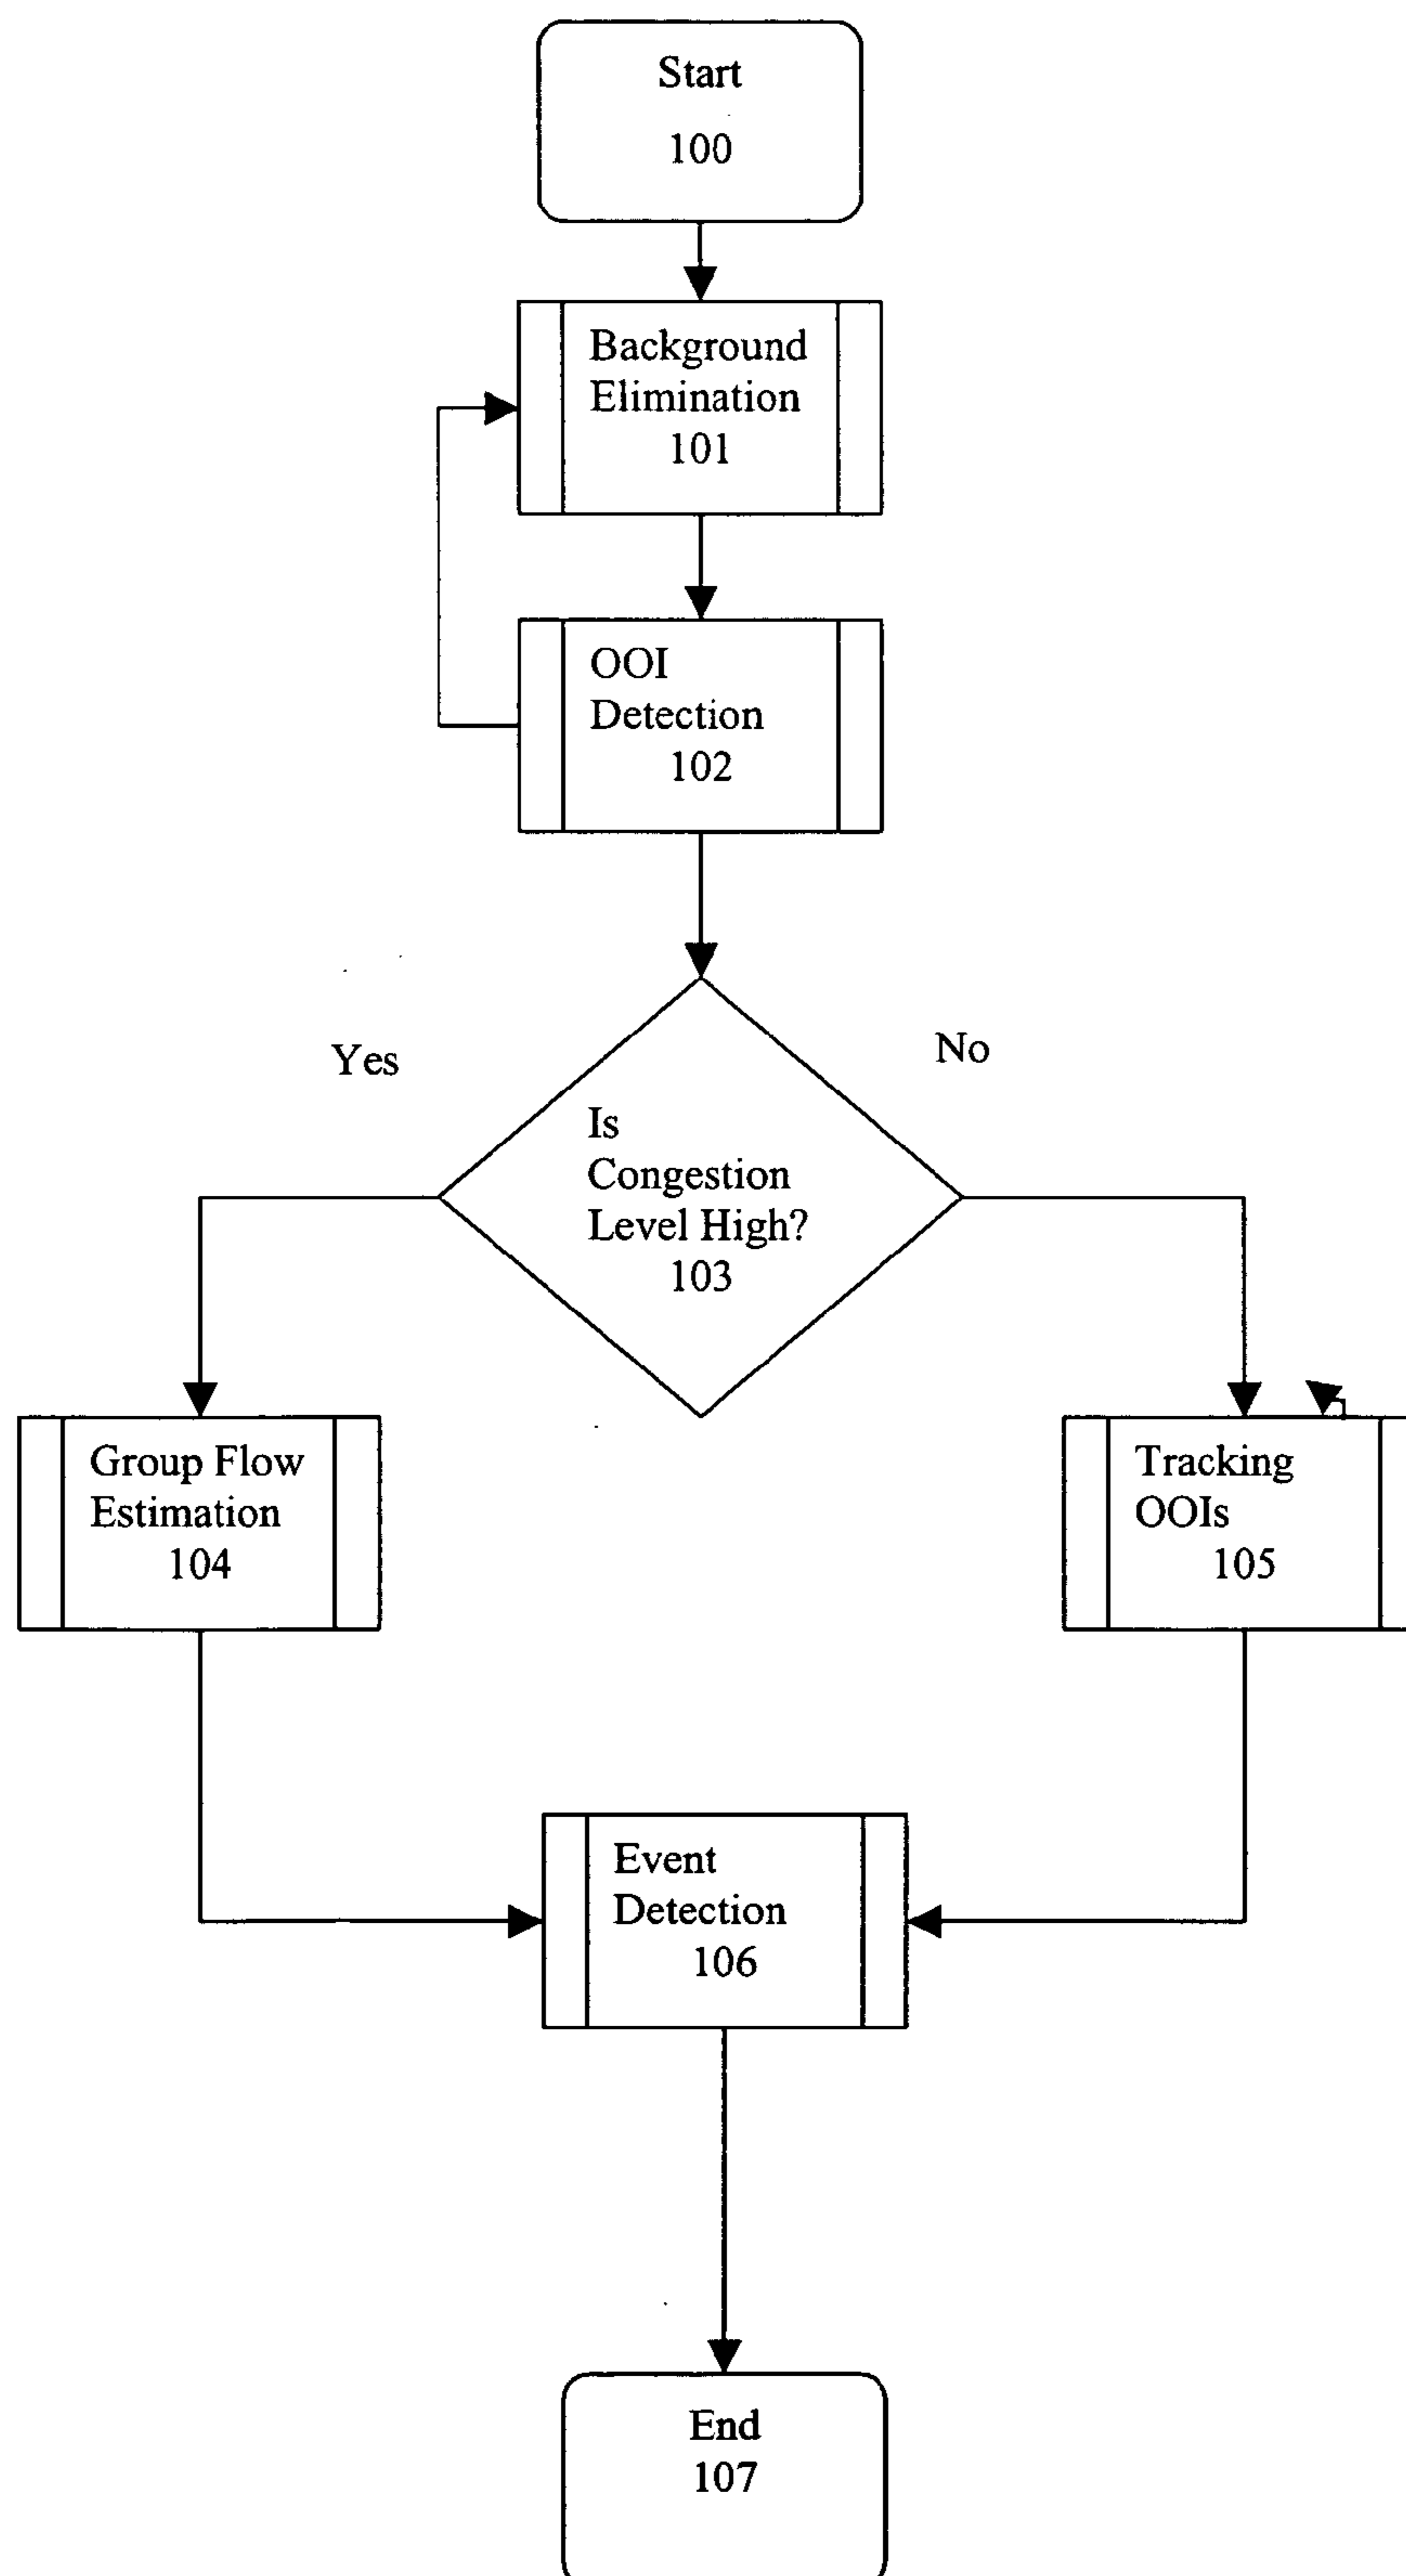 Start
100
Background
Elimination
101
OOI
Detection
102
Yes
No
Is
Congestion
Level High?
103
Group Flow
Estimation
104
Tracking
OOIs
105
Event
Detection
106
End
107